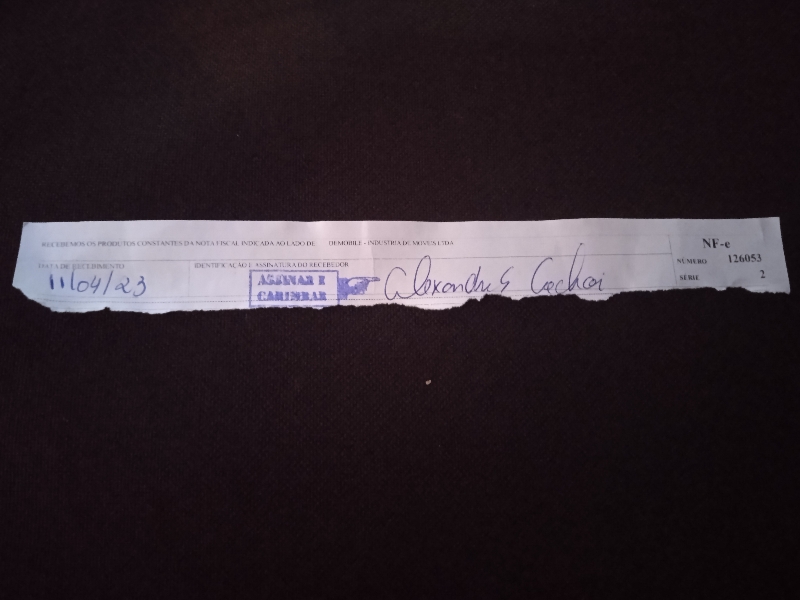 RECEBEMOS OS PRODUTOS CONSTANTES DA NOTA FISCAL INDICADA AO LADO DE DEMOBILE - INDUSTRIA DE MOVEIS LTDA
NF-e
NÚMERO 126053
SÉRIE 2
DATA DE RECEBIMENTO
11/04/23
IDENTIFICAÇÃO E ASSINATURA DO RECEBEDOR
ASSINAR E
CARIMBAR